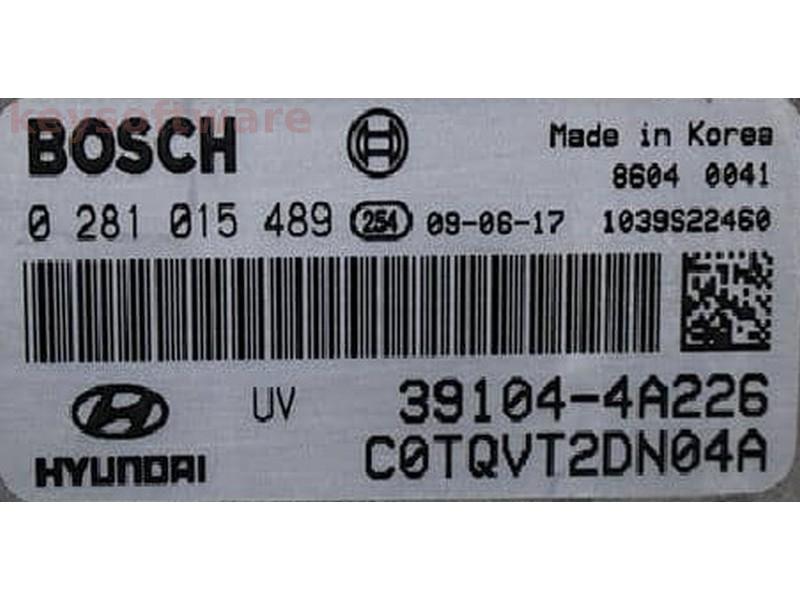 keysoftware
BOSCH
Made in Korea
8604 0041
0 281 015 489 254 09-06-17 1039S22460
UV 39104-4A226
HYUNDAI C0TQVT2DN04A